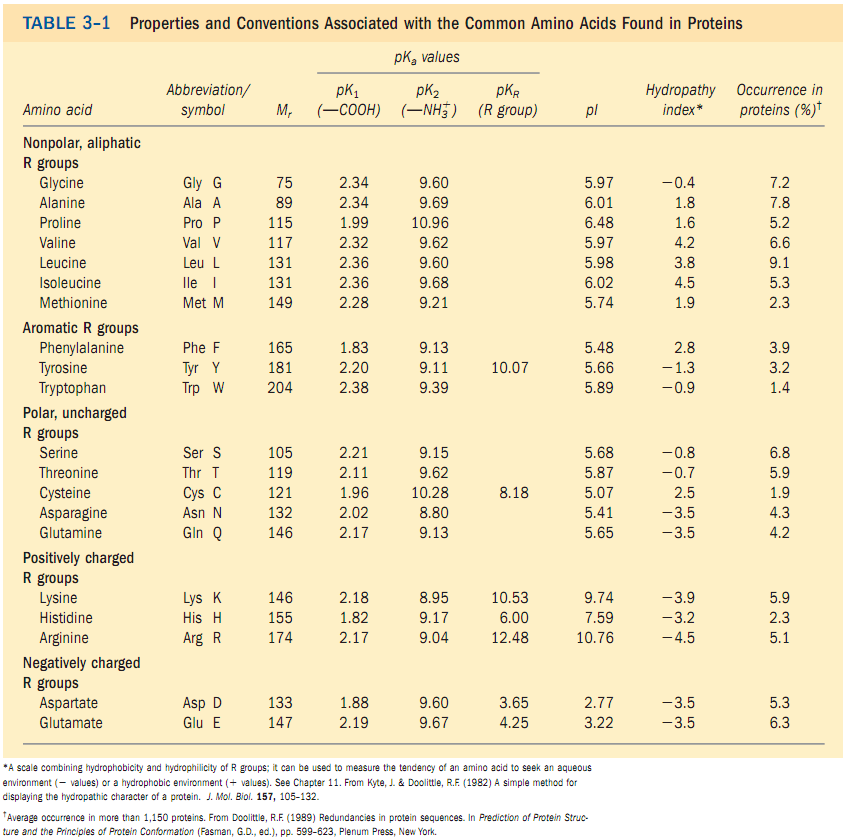 TABLE 3–1 Properties and Conventions Associated with the Common Amino Acids Found in Proteins
pKa values
Abbreviation/ pK1 pK2 pKR Hydropathy Occurrence in
Amino acid symbol Mr (—COOH) (—NH3+) (R group) pI index* proteins (%)†
Nonpolar, aliphatic
R groups
Glycine Gly G 75 2.34 9.60 5.97 −0.4 7.2
Alanine Ala A 89 2.34 9.69 6.01 1.8 7.8
Proline Pro P 115 1.99 10.96 6.48 1.6 5.2
Valine Val V 117 2.32 9.62 5.97 4.2 6.6
Leucine Leu L 131 2.36 9.60 5.98 3.8 9.1
Isoleucine Ile I 131 2.36 9.68 6.02 4.5 5.3
Methionine Met M 149 2.28 9.21 5.74 1.9 2.3
Aromatic R groups
Phenylalanine Phe F 165 1.83 9.13 5.48 2.8 3.9
Tyrosine Tyr Y 181 2.20 9.11 10.07 5.66 −1.3 3.2
Tryptophan Trp W 204 2.38 9.39 5.89 −0.9 1.4
Polar, uncharged
R groups
Serine Ser S 105 2.21 9.15 5.68 −0.8 6.8
Threonine Thr T 119 2.11 9.62 5.87 −0.7 5.9
Cysteine Cys C 121 1.96 10.28 8.18 5.07 2.5 1.9
Asparagine Asn N 132 2.02 8.80 5.41 −3.5 4.3
Glutamine Gln Q 146 2.17 9.13 5.65 −3.5 4.2
Positively charged
R groups
Lysine Lys K 146 2.18 8.95 10.53 9.74 −3.9 5.9
Histidine His H 155 1.82 9.17 6.00 7.59 −3.2 2.3
Arginine Arg R 174 2.17 9.04 12.48 10.76 −4.5 5.1
Negatively charged
R groups
Aspartate Asp D 133 1.88 9.60 3.65 2.77 −3.5 5.3
Glutamate Glu E 147 2.19 9.67 4.25 3.22 −3.5 6.3
*A scale combining hydrophobicity and hydrophilicity of R groups; it can be used to measure the tendency of an amino acid to seek an aqueous
environment (− values) or a hydrophobic environment (+ values). See Chapter 11. From Kyte, J. & Doolittle, R.F. (1982) A simple method for
displaying the hydropathic character of a protein. J. Mol. Biol. 157, 105–132.
†Average occurrence in more than 1,150 proteins. From Doolittle, R.F. (1989) Redundancies in protein sequences. In Prediction of Protein Struc-
ture and the Principles of Protein Conformation (Fasman, G.D., ed.), pp. 599–623, Plenum Press, New York.